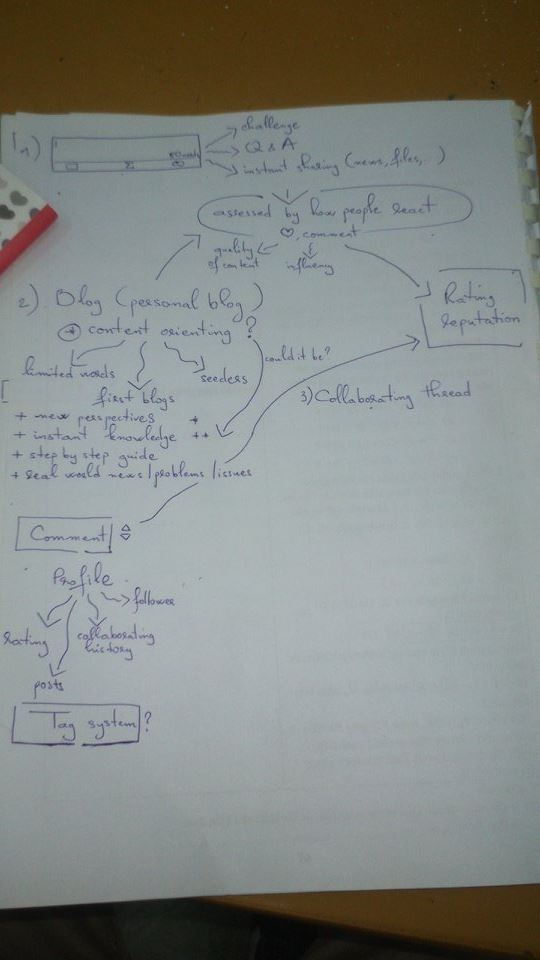 1)
challenge
Q & A
instant sharing (news, files, )
assessed by how people react
♡, comment
quality
of content
influency
Rating
reputation
2). Blog (personal blog)
* content orienting ?
could it be?
limited words
first blogs
seeders
3) Collaborating thread
+ new perspectives +
+ instant knowledge ++
+ step by step guide
+ real world news / problems / issues
Comment
Profile
follower
rating
collaborating
history
posts
Tag system ?